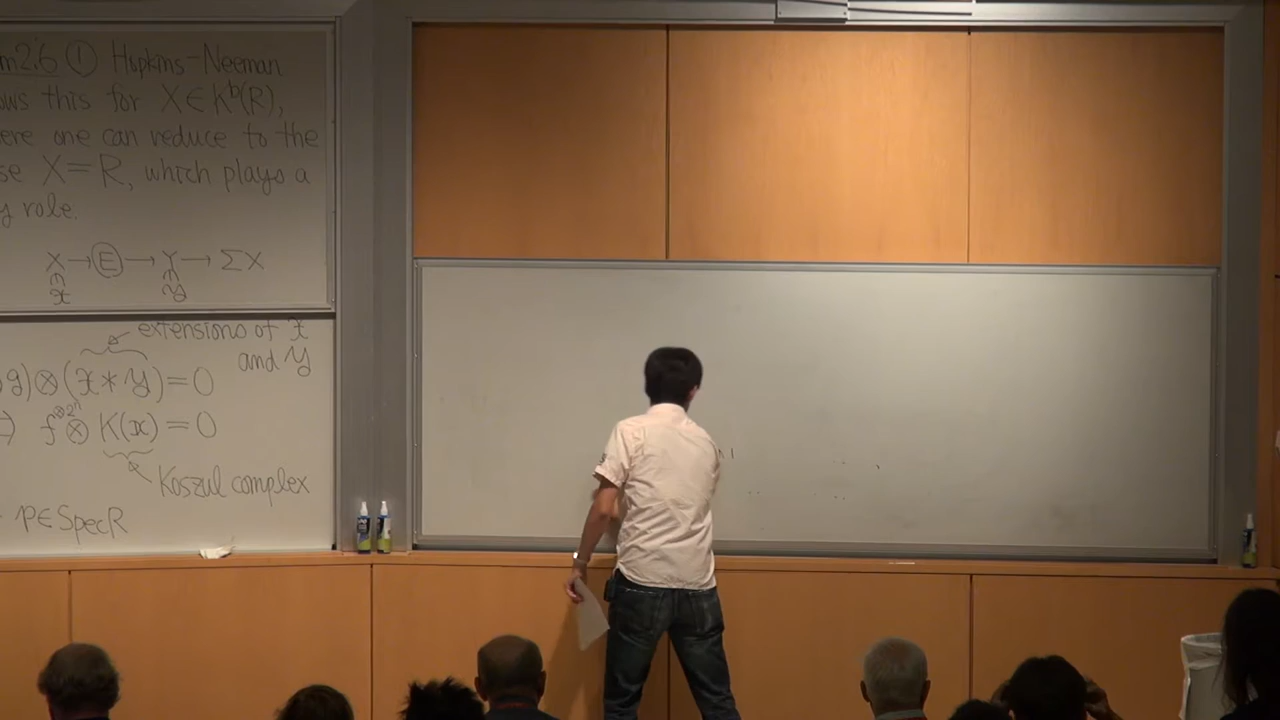 m2.6 ① Hopkins-Neeman
ows this for X∈K^b(R),
ere one can reduce to the
se X=R, which plays a
y role.
X→Ⓔ→Y→ΣX
extensions of 𝒳
and 𝒴
g)⊗(𝒳*𝒴)=0
f^{⊗2^n}⊗K(x)=0
Koszul complex
p∈SpecR